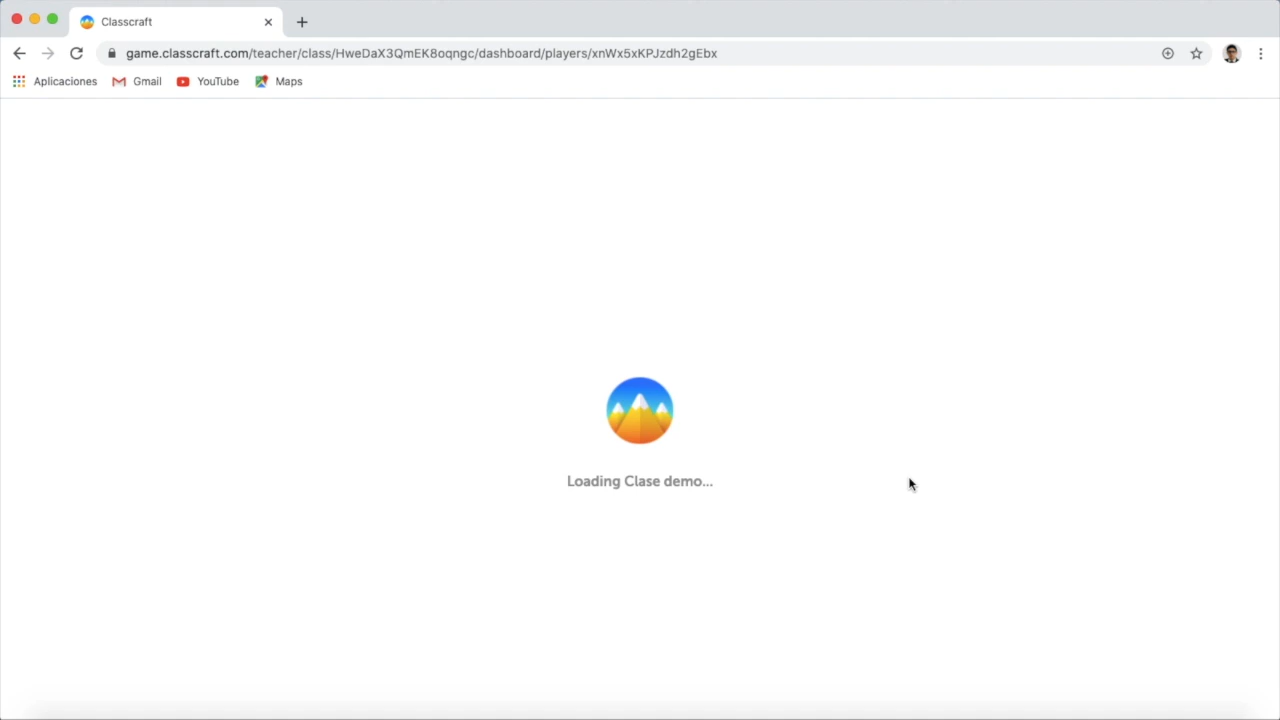 Classcraft
game.classcraft.com/teacher/class/HweDaX3QmEK8oqngc/dashboard/players/xnWx5xKPJzdh2gEbx
Aplicaciones Gmail YouTube Maps
Loading Clase demo...